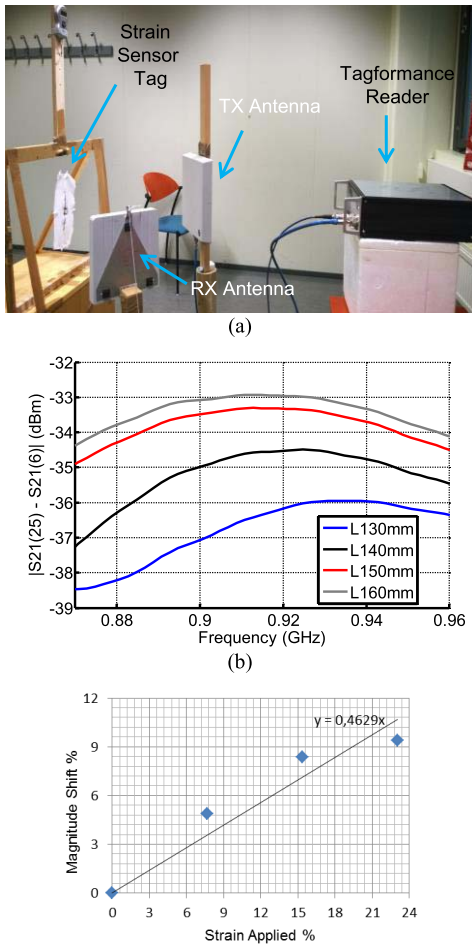 Strain
Sensor
Tag
TX Antenna
Tagformance
Reader
RX Antenna
(a)
-32
-33
-34
-35
-36
-37
-38
-39
|S21(25) - S21(6)| (dBm)
L130mm
L140mm
L150mm
L160mm
0.88
0.9
0.92
0.94
0.96
Frequency (GHz)
(b)
12
9
6
3
0
Magnitude Shift %
y = 0,4629x
0
3
6
9
12
15
18
21
24
Strain Applied %